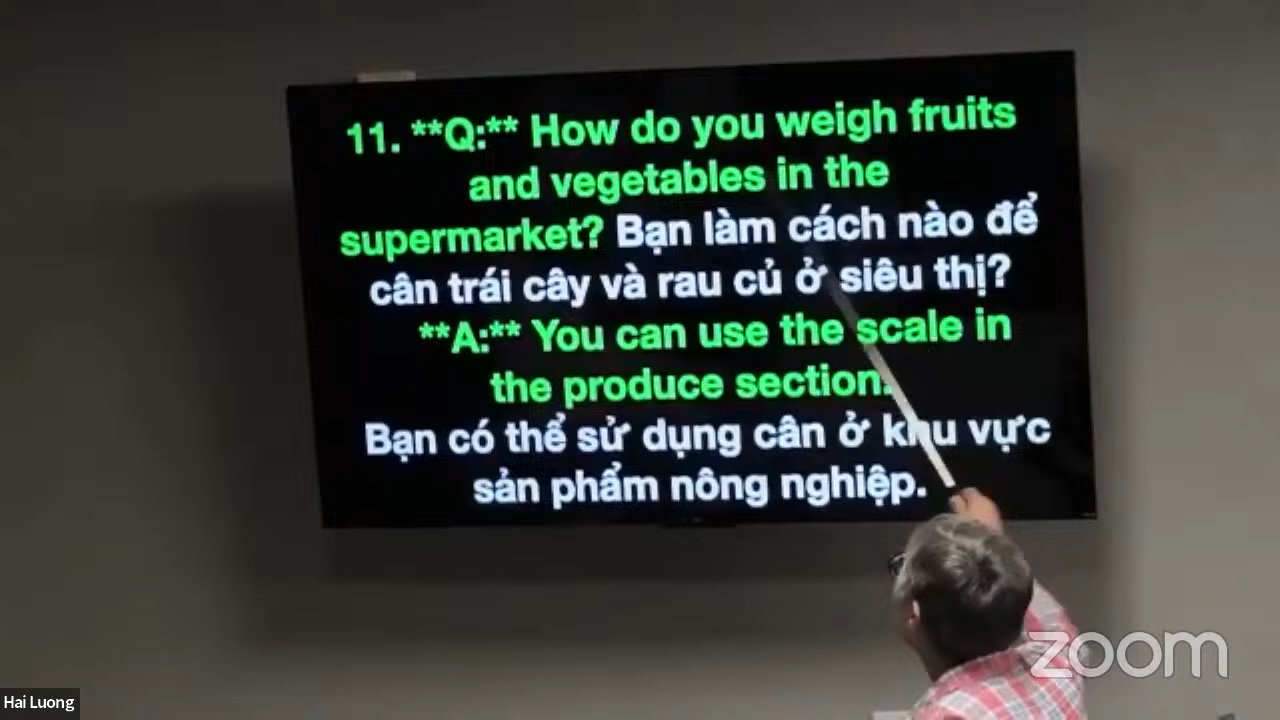 11. **Q:** How do you weigh fruits
and vegetables in the
supermarket? Bạn làm cách nào để
cân trái cây và rau củ ở siêu thị?
**A:** You can use the scale in
the produce section.
Bạn có thể sử dụng cân ở khu vực
sản phẩm nông nghiệp.
zoom
Hai Luong